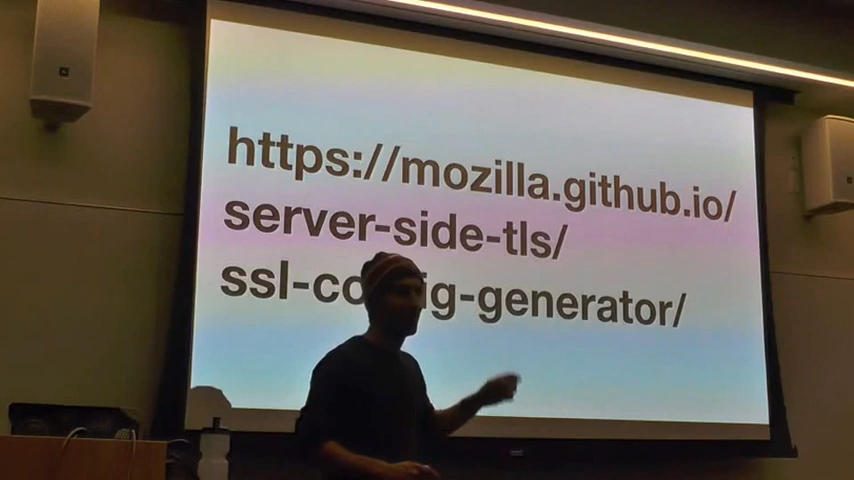 https://mozilla.github.io/
server-side-tls/
ssl-co ig-generator/